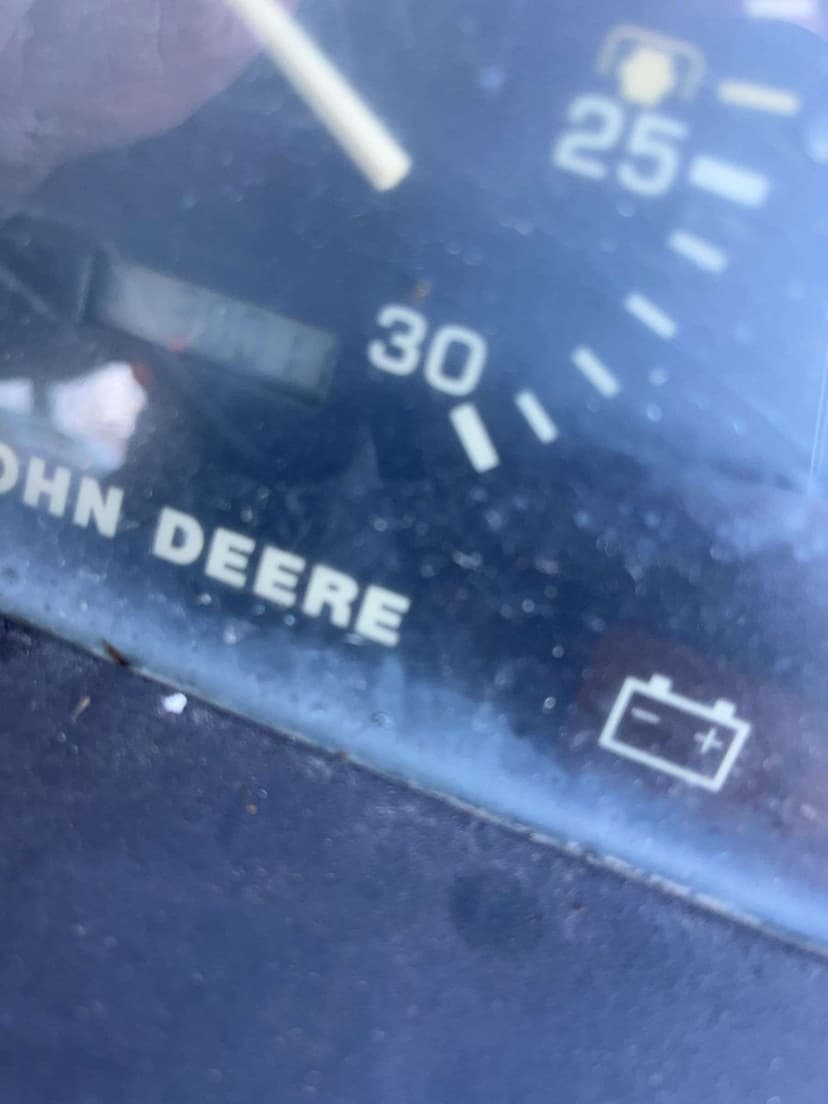 25
30
OHN DEERE
- +